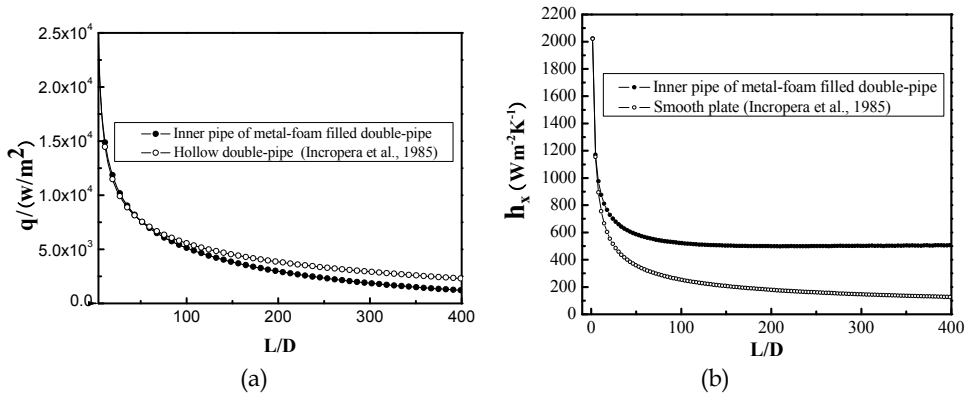 2.5x10⁴
2.0x10⁴
1.5x10⁴
1.0x10⁴
5.0x10³
0.0
q/(w/m²)
Inner pipe of metal-foam filled double-pipe
Hollow double-pipe (Incropera et al., 1985)
100 200 300 400
L/D
(a)
2000
1800
1600
1400
1200
1000
800
600
400
200
0
hₓ (Wm⁻²K⁻¹)
Inner pipe of metal-foam filled double-pipe
Smooth plate (Incropera et al., 1985)
0 100 200 300 400
L/D
(b)